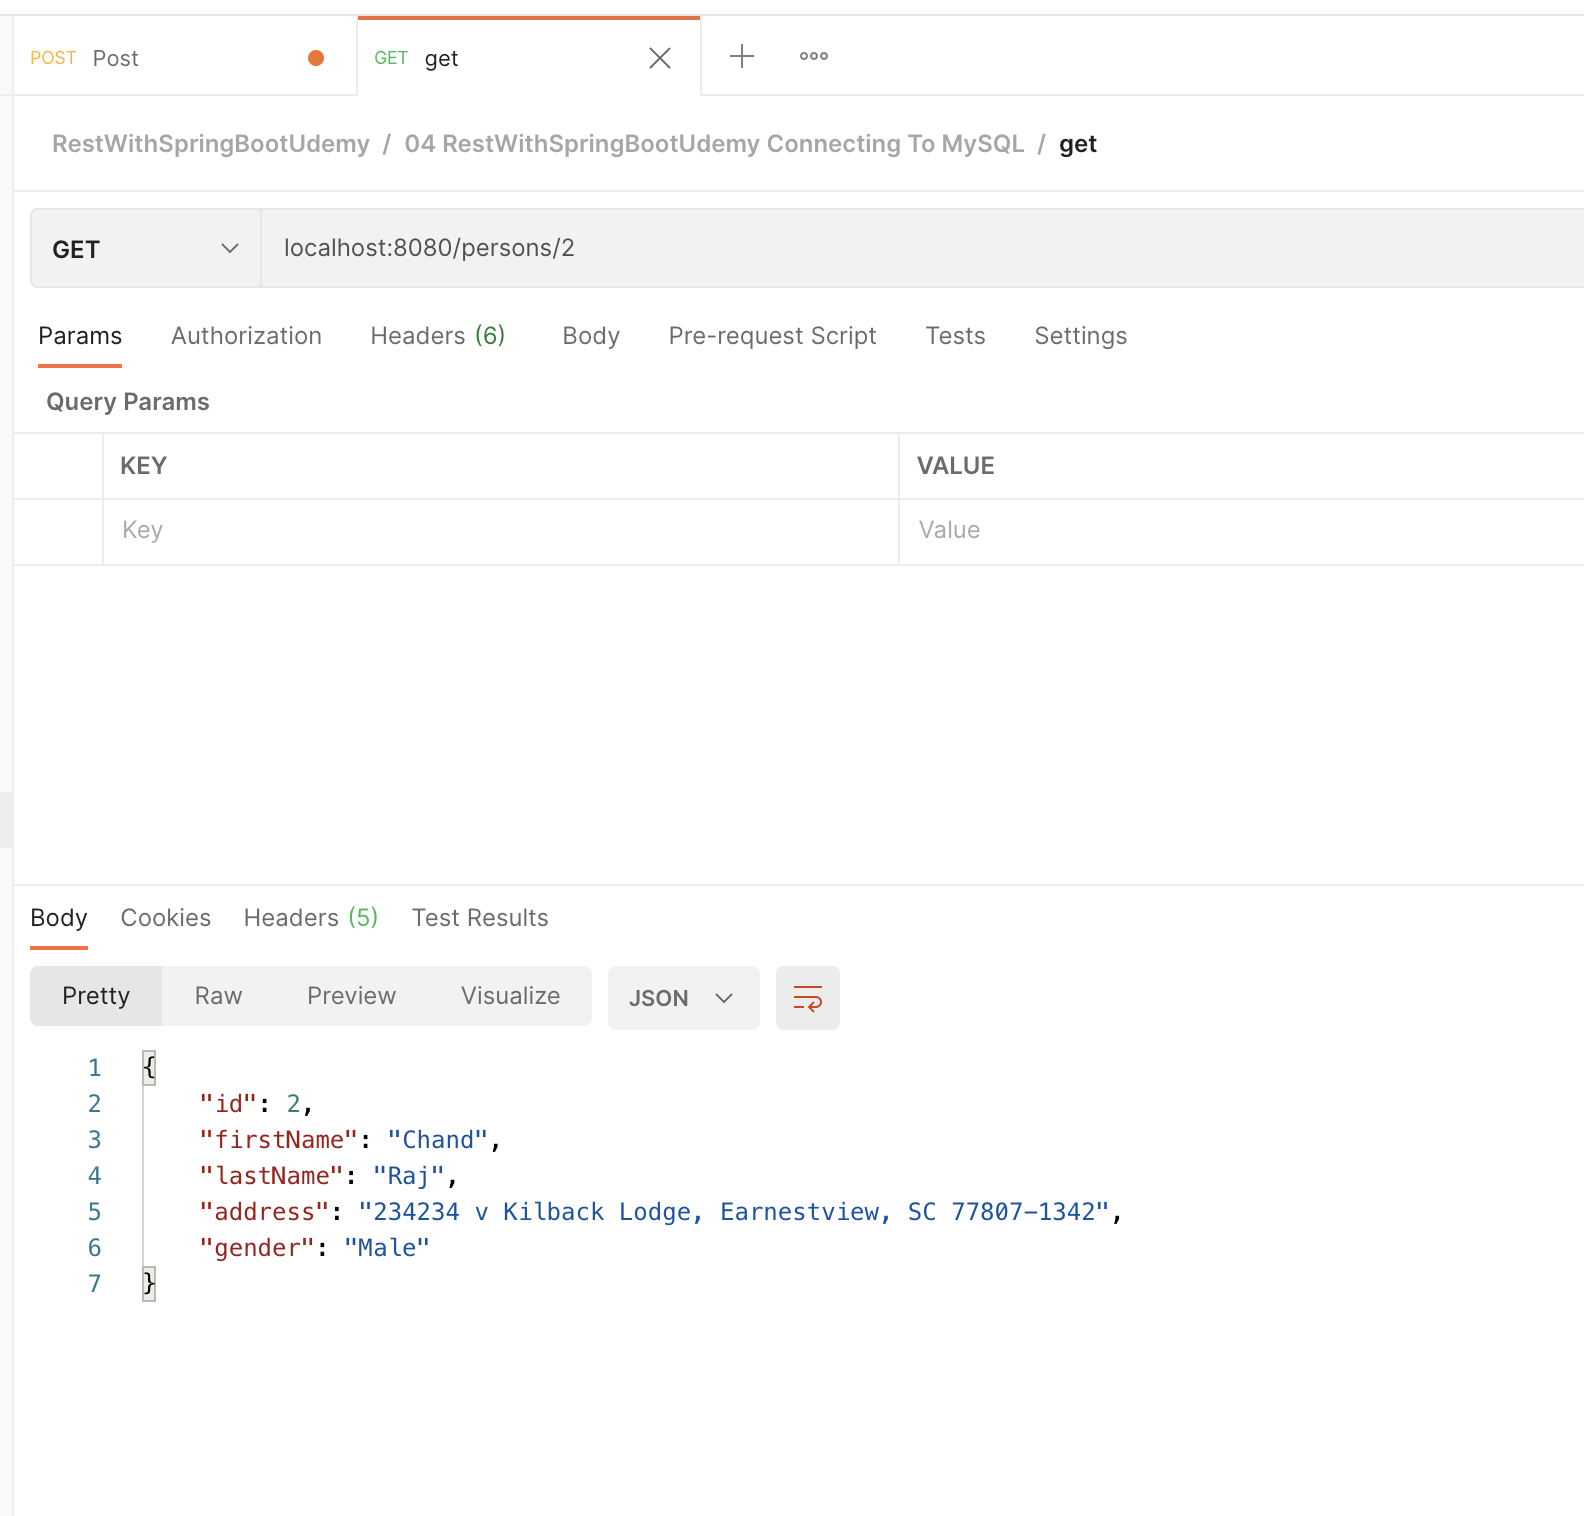 POST Post GET get
RestWithSpringBootUdemy / 04 RestWithSpringBootUdemy Connecting To MySQL / get
GET localhost:8080/persons/2
Params Authorization Headers (6) Body Pre-request Script Tests Settings
Query Params
KEY VALUE
Key Value
Body Cookies Headers (5) Test Results
Pretty Raw Preview Visualize JSON
1 {
2 "id": 2,
3 "firstName": "Chand",
4 "lastName": "Raj",
5 "address": "234234 v Kilback Lodge, Earnestview, SC 77807-1342",
6 "gender": "Male"
7 }